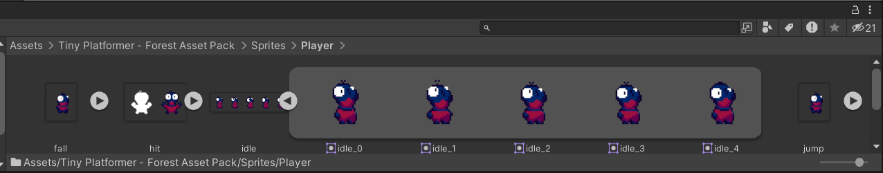 21
Assets > Tiny Platformer - Forest Asset Pack > Sprites > Player >
fall hit idle idle_0 idle_1 idle_2 idle_3 idle_4 jump
Assets/Tiny Platformer - Forest Asset Pack/Sprites/Player